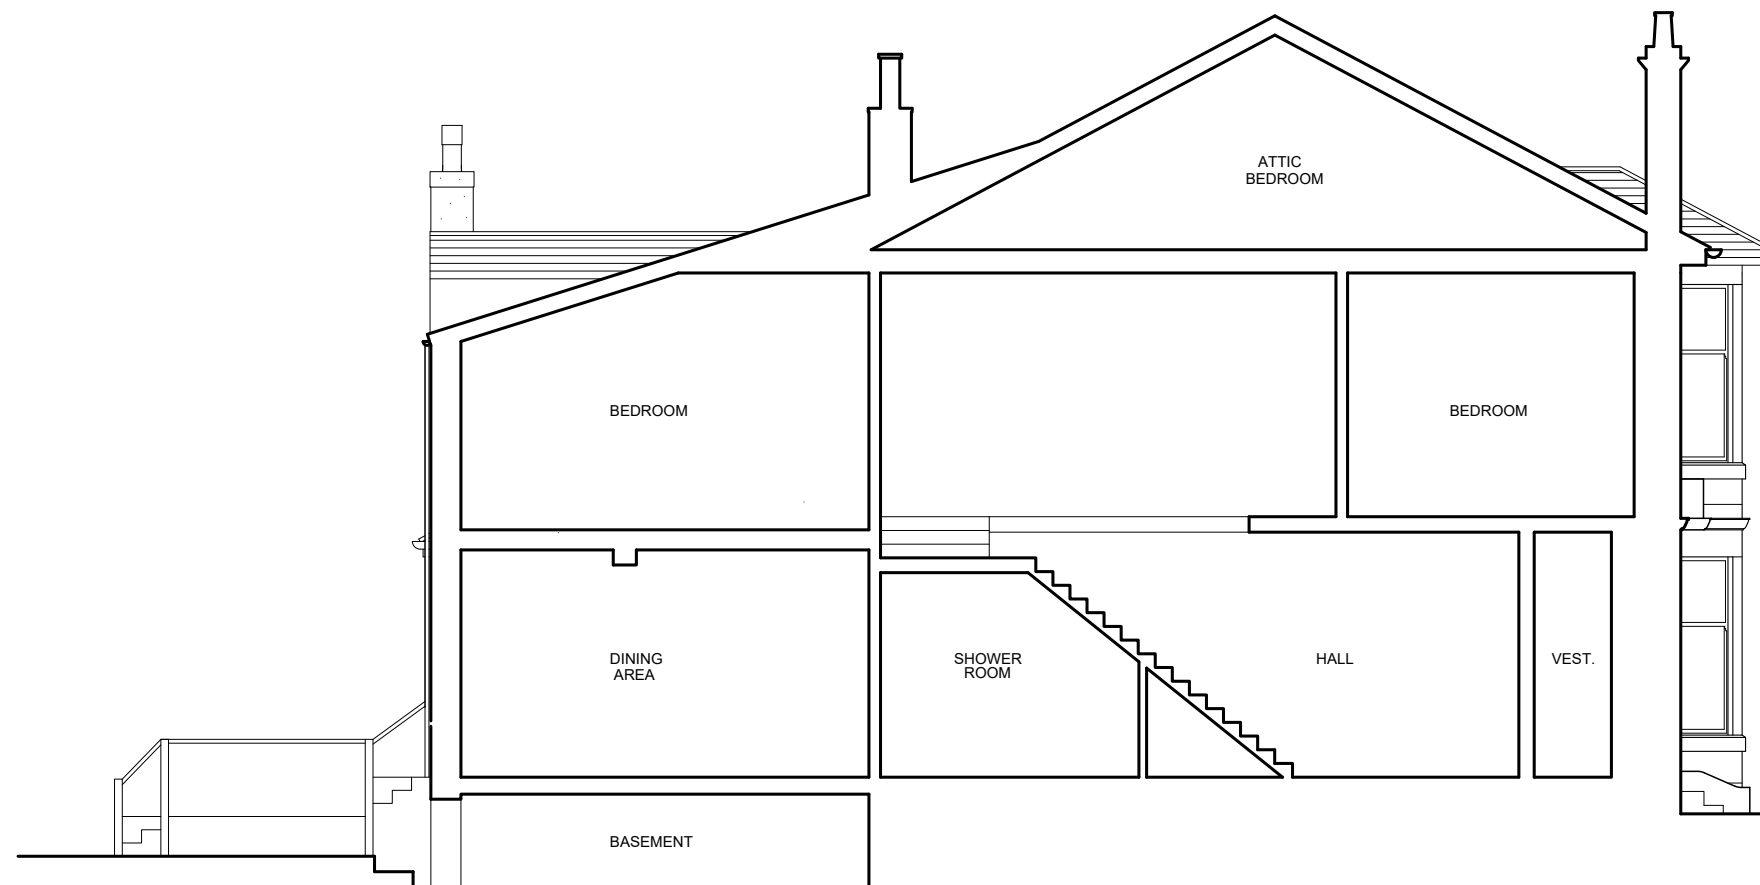 ATTIC
BEDROOM
BEDROOM
BEDROOM
DINING
AREA
SHOWER
ROOM
HALL
VEST.
BASEMENT